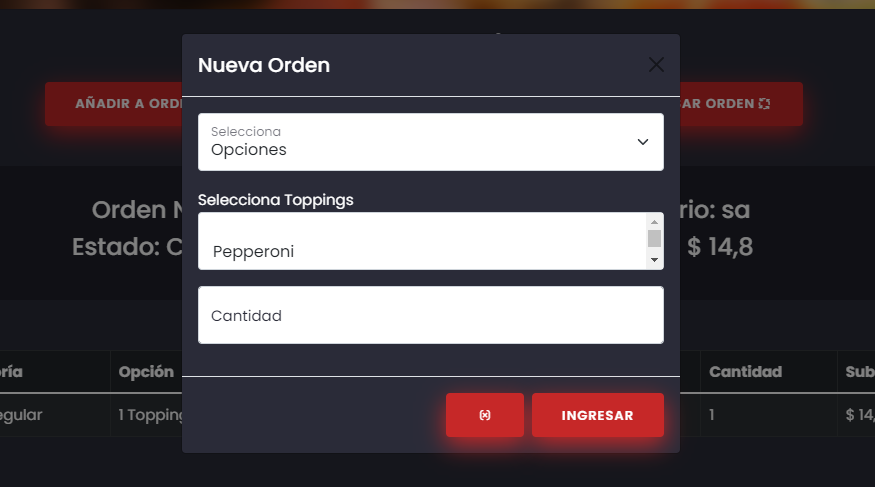 Nueva Orden
AÑADIR A ORD
AR ORDEN
Selecciona
Opciones
Selecciona Toppings
Pepperoni
Cantidad
Orden N
rio: sa
Estado: C
$ 14,8
ría
Opción
Cantidad
Sub
egular
1 Topping
1
$ 14,
INGRESAR